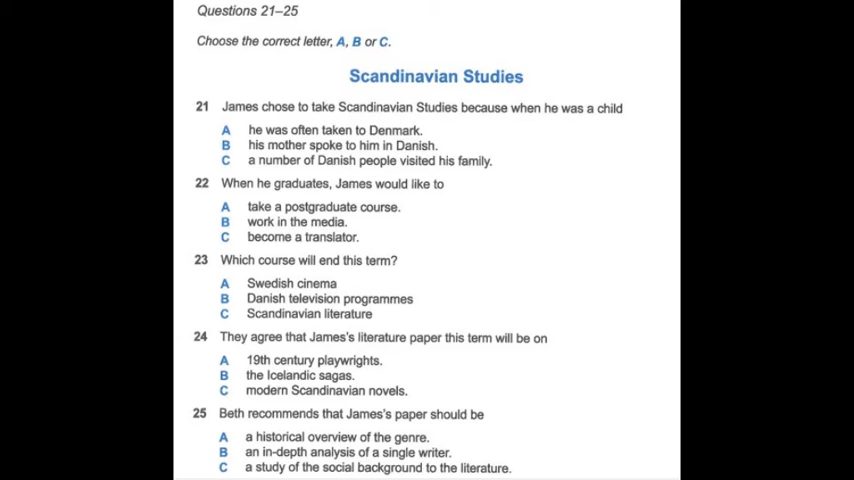 Questions 21–25
Choose the correct letter, A, B or C.
Scandinavian Studies
21 James chose to take Scandinavian Studies because when he was a child
A he was often taken to Denmark.
B his mother spoke to him in Danish.
C a number of Danish people visited his family.
22 When he graduates, James would like to
A take a postgraduate course.
B work in the media.
C become a translator.
23 Which course will end this term?
A Swedish cinema
B Danish television programmes
C Scandinavian literature
24 They agree that James's literature paper this term will be on
A 19th century playwrights.
B the Icelandic sagas.
C modern Scandinavian novels.
25 Beth recommends that James's paper should be
A a historical overview of the genre.
B an in-depth analysis of a single writer.
C a study of the social background to the literature.